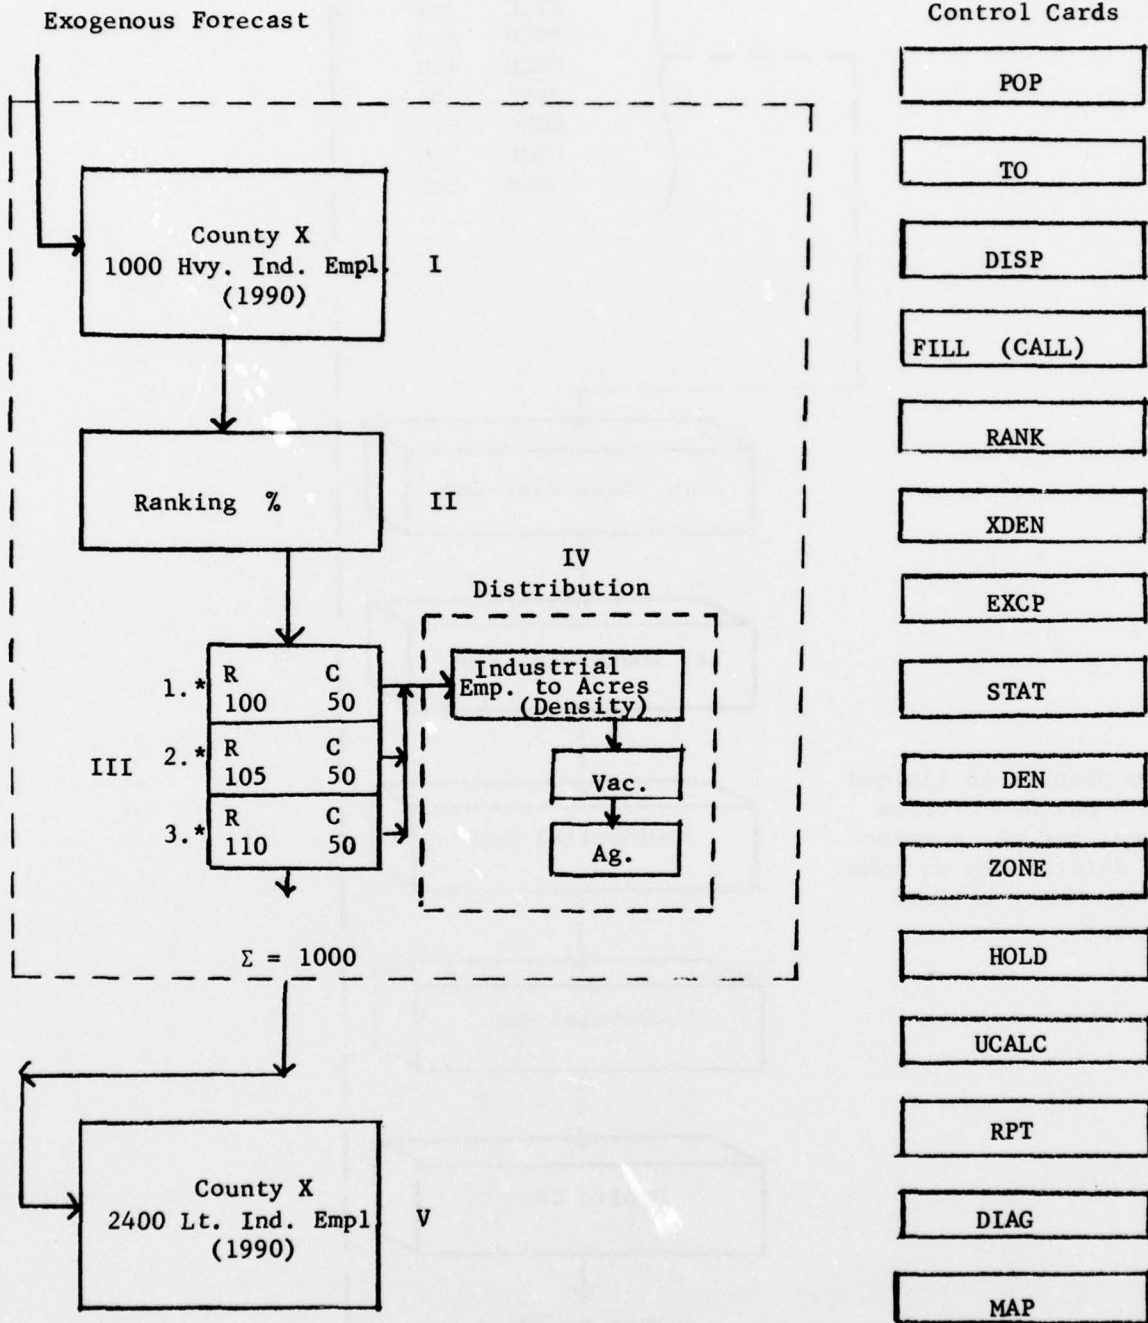 Exogenous Forecast
County X
1000 Hvy. Ind. Empl.
(1990)
I
Ranking %
II
IV
Distribution
1.* R C
100 50
III
2.* R C
105 50
3.* R C
110 50
Industrial
Emp. to Acres
(Density)
Vac.
Ag.
Σ = 1000
County X
2400 Lt. Ind. Empl
(1990)
V
Control Cards
POP
TO
DISP
FILL (CALL)
RANK
XDEN
EXCP
STAT
DEN
ZONE
HOLD
UCALC
RPT
DIAG
MAP